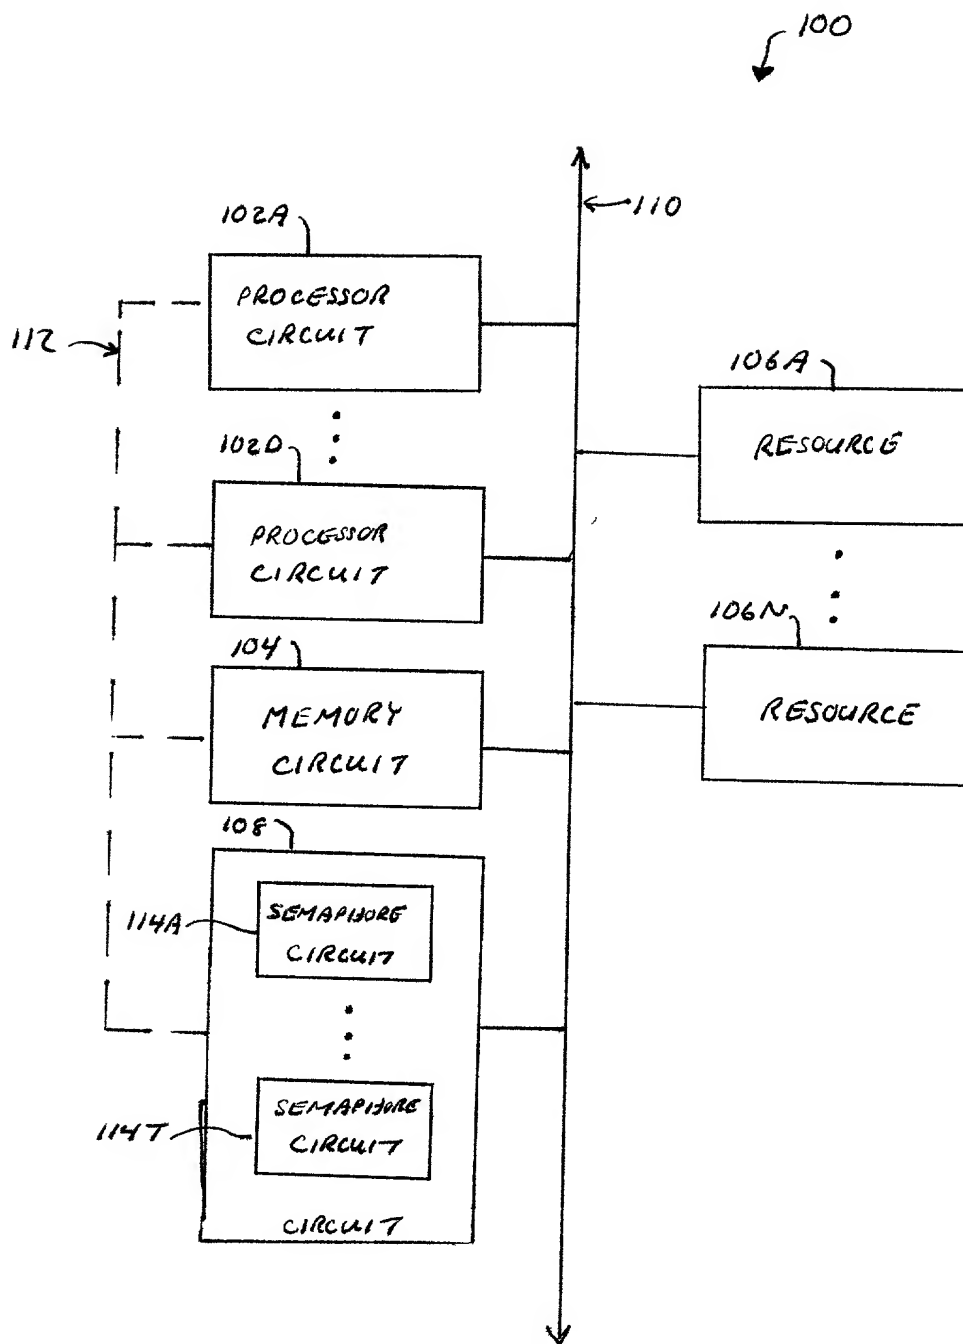 100
110
102A
PROCESSOR
CIRCUIT
112
106A
RESOURCE
102D
PROCESSOR
CIRCUIT
106N
RESOURCE
104
MEMORY
CIRCUIT
108
114A
SEMAPHORE
CIRCUIT
114T
SEMAPHORE
CIRCUIT
CIRCUIT